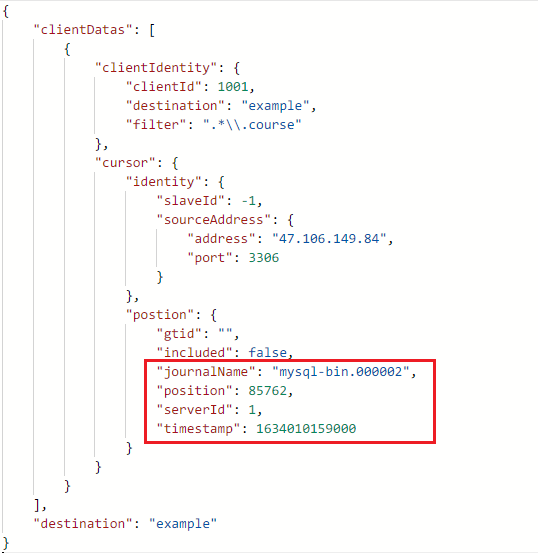 {
    "clientDatas": [
        {
            "clientIdentity": {
                "clientId": 1001,
                "destination": "example",
                "filter": ".*\\.course"
            },
            "cursor": {
                "identity": {
                    "slaveId": -1,
                    "sourceAddress": {
                        "address": "47.106.149.84",
                        "port": 3306
                    }
                },
                "postion": {
                    "gtid": "",
                    "included": false,
                    "journalName": "mysql-bin.000002",
                    "position": 85762,
                    "serverId": 1,
                    "timestamp": 1634010159000
                }
            }
        }
    ],
    "destination": "example"
}